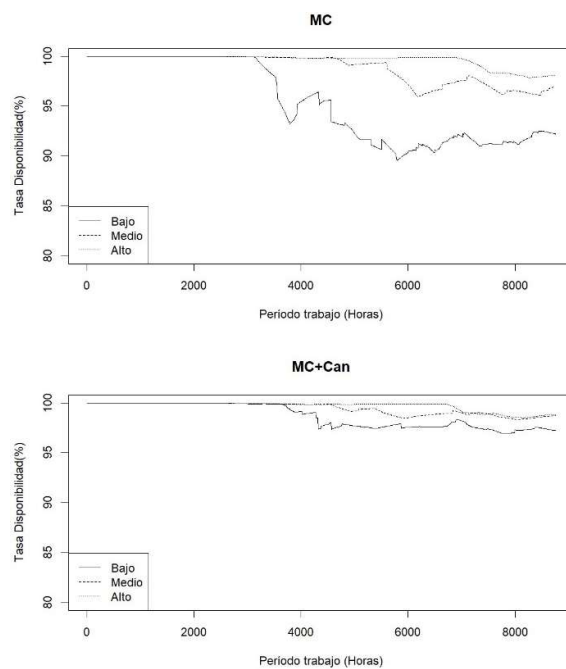 MC
Tasa Disponibilidad(%)
100
95
90
85
80
Bajo
Medio
Alto
0 2000 4000 6000 8000
Periodo trabajo (Horas)
MC+Can
Tasa Disponibilidad(%)
100
95
90
85
80
Bajo
Medio
Alto
0 2000 4000 6000 8000
Periodo trabajo (Horas)